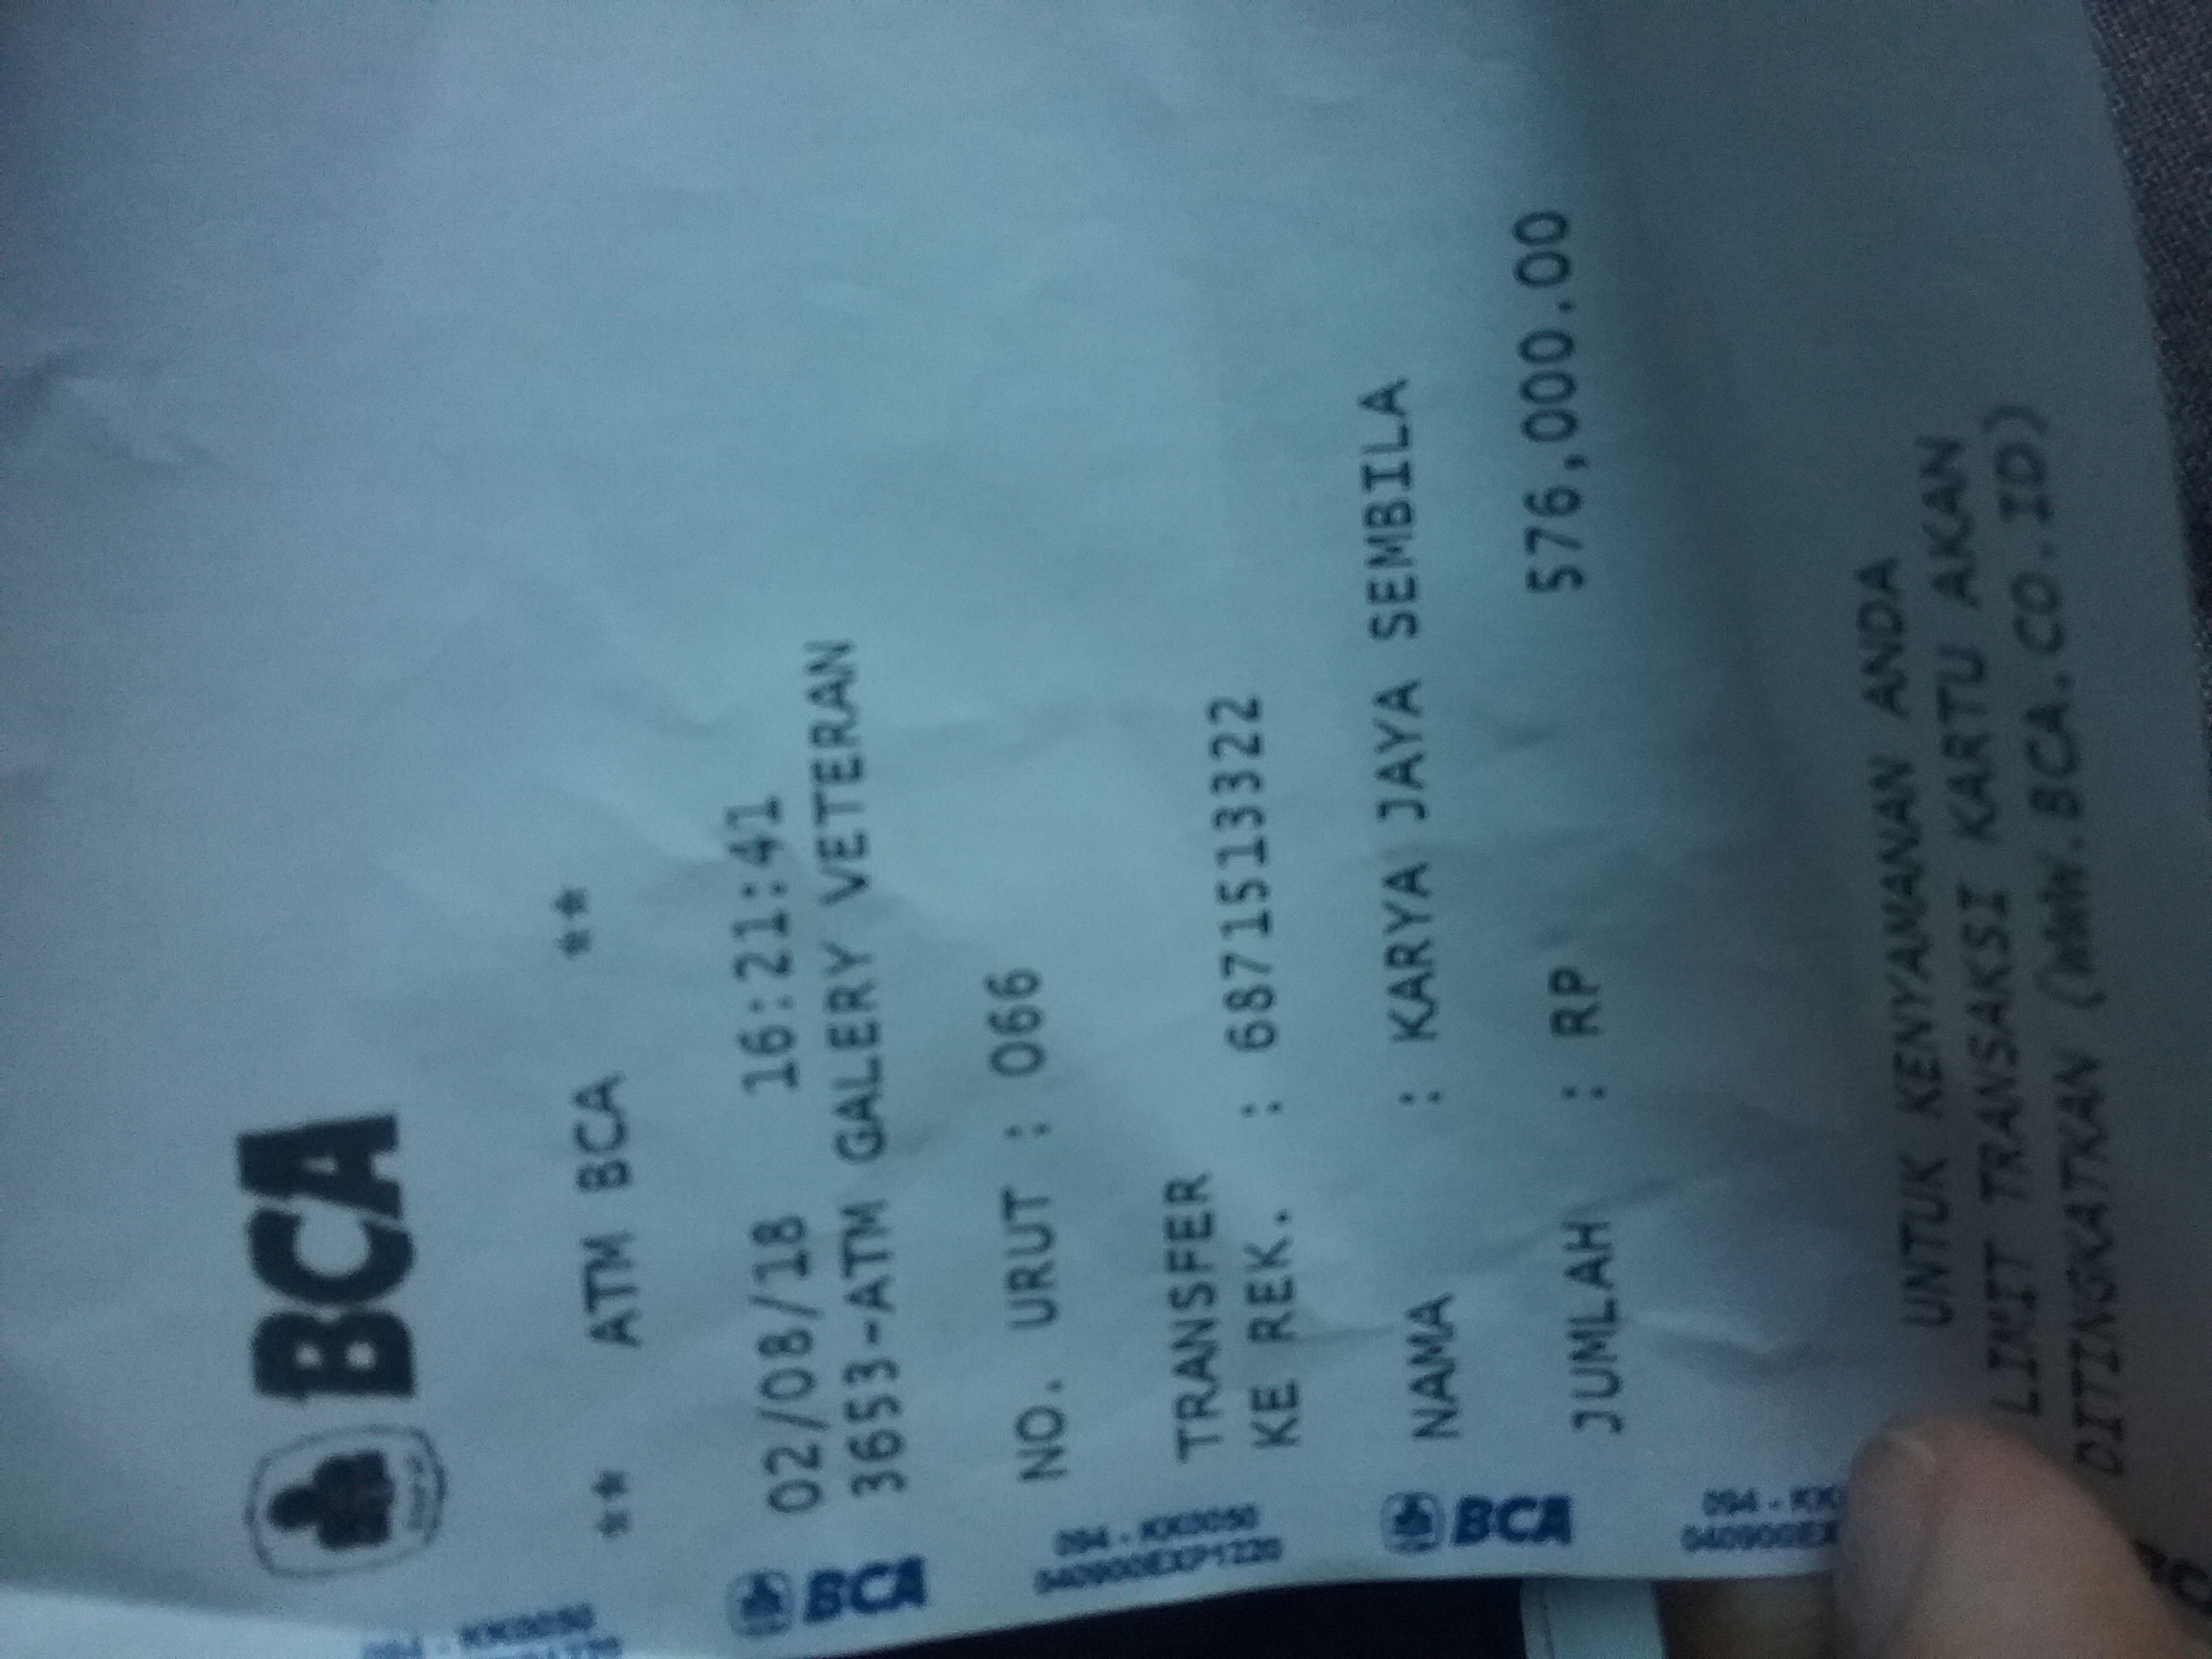 BCA
** ATM BCA **
02/08/18 16:21:41
3653-ATM GALERY VETERAN
NO. URUT : 066
TRANSFER
KE REK. : 6871513322
NAMA : KARYA JAYA SEMBILA
JUMLAH : RP 576,000.00
UNTUK KENYAMANAN ANDA
LIMIT TRANSAKSI KARTU AKAN
DITINGKATKAN (WWW.BCA.CO.ID)
BCA
BCA